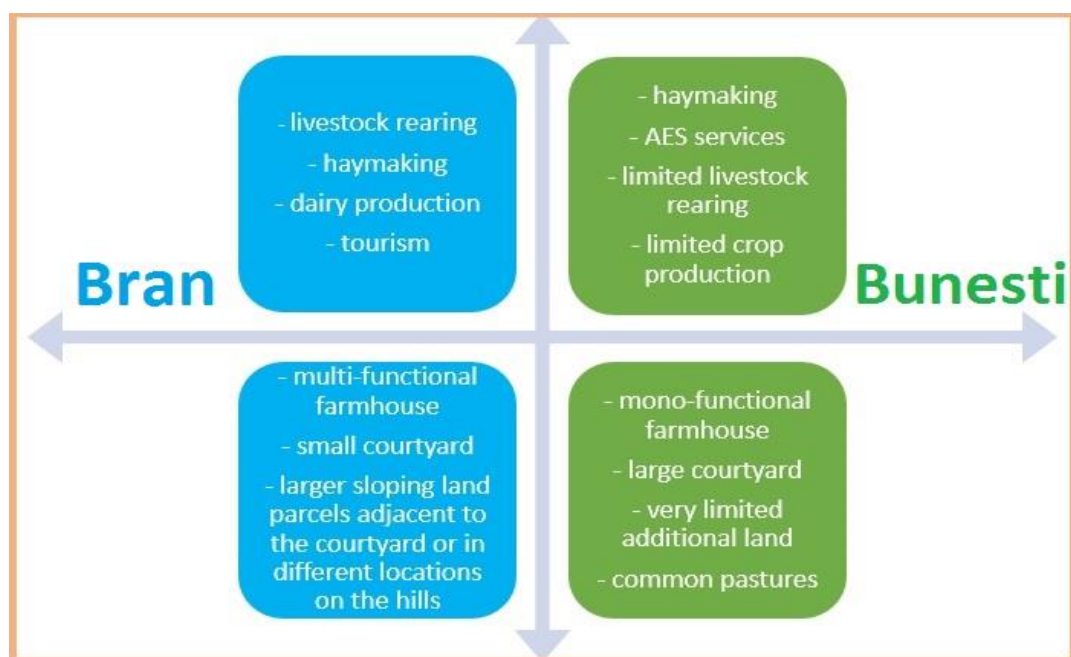 - livestock rearing
- haymaking
- dairy production
- tourism
- haymaking
- AES services
- limited livestock
rearing
- limited crop
production
Bran
Bunesti
- multi-functional
farmhouse
- small courtyard
- larger sloping land
parcels adjacent to
the courtyard or in
different locations
on the hills
- mono-functional
farmhouse
- large courtyard
- very limited
additional land
- common pastures